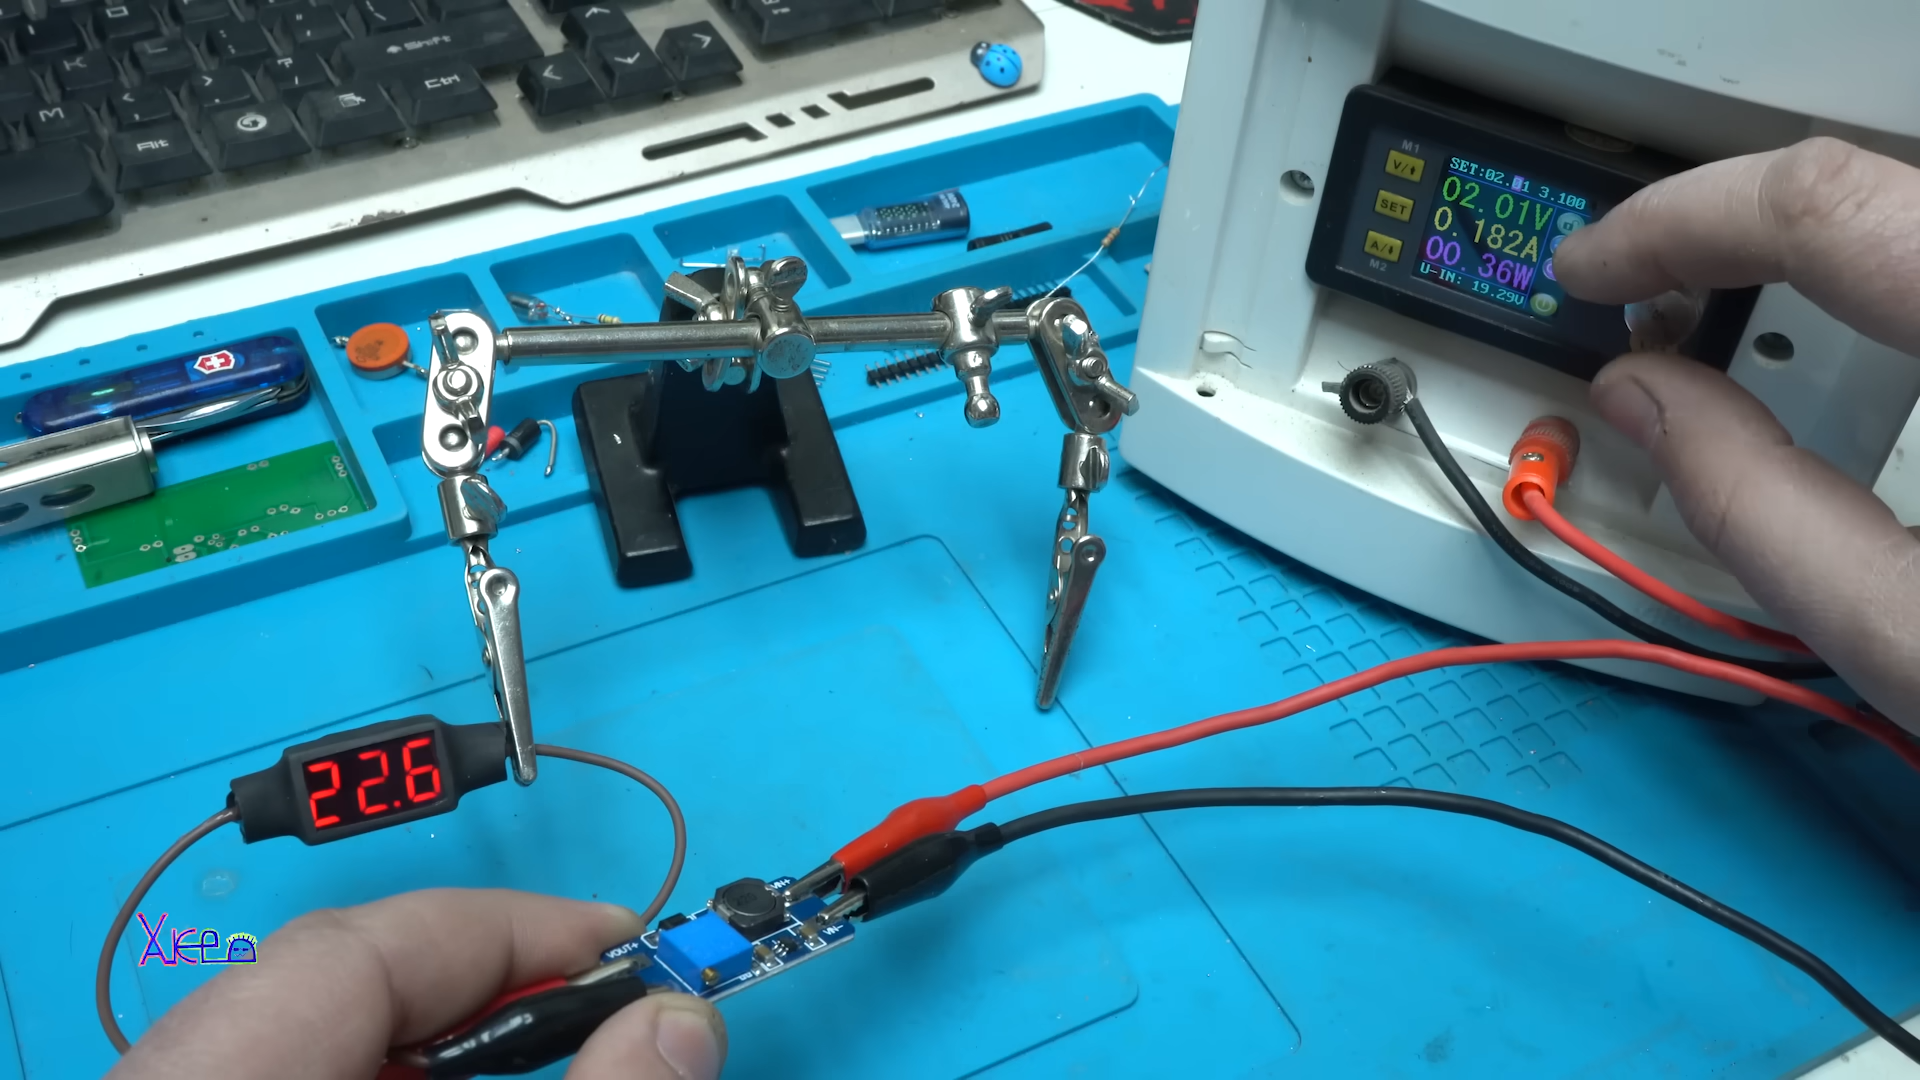 Shift
Ctrl
Alt
M
K
M1
V/⬍
SET
A/⬍
M2
SET:02.01 3.100
02.01V
0.182A
00.36W
U-IN: 19.29V
22.6
VIN+
VIN-
VOUT+